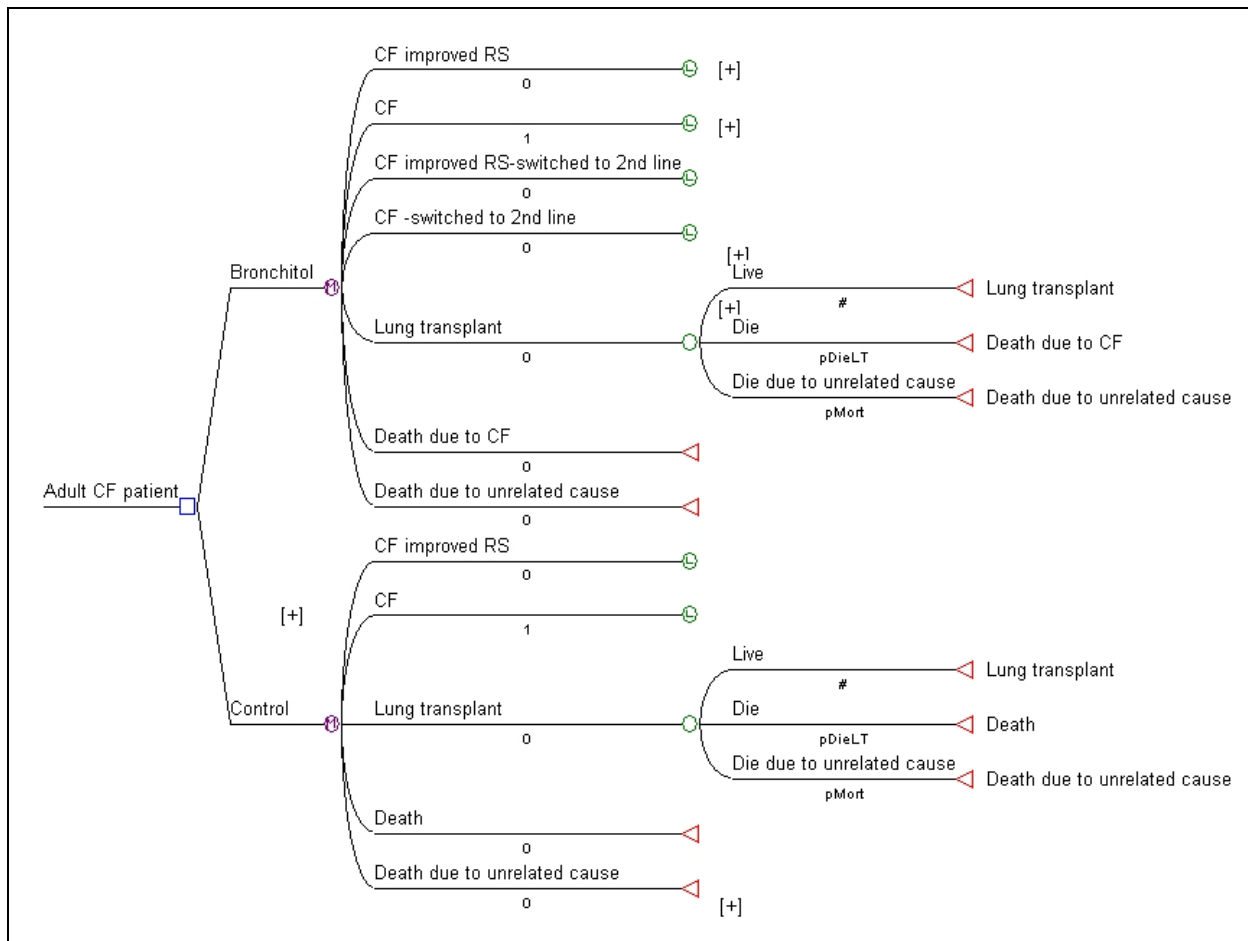 CF improved RS
0
[+]
CF
1
[+]
CF improved RS-switched to 2nd line
0
CF -switched to 2nd line
0
[+]
Bronchitol
M
Live
#
Lung transplant
[+]
Lung transplant
0
Die
pDieLT
Death due to CF
Die due to unrelated cause
pMort
Death due to unrelated cause
Death due to CF
0
Adult CF patient
Death due to unrelated cause
0
CF improved RS
0
[+]
CF
1
Live
#
Lung transplant
Control
M
Lung transplant
0
Die
pDieLT
Death
Die due to unrelated cause
pMort
Death due to unrelated cause
Death
0
Death due to unrelated cause
0
[+]